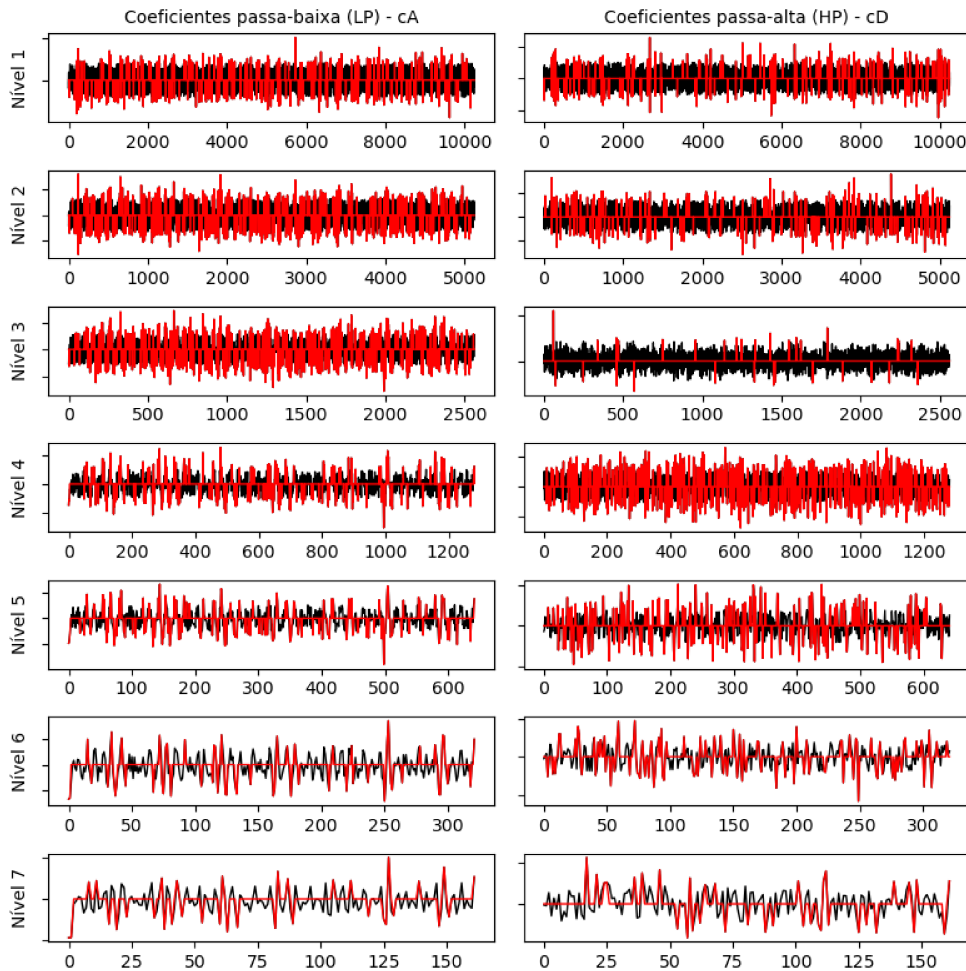 Coeficientes passa-baixa (LP) - cA
Coeficientes passa-alta (HP) - cD
Nível 1
0 2000 4000 6000 8000 10000
0 2000 4000 6000 8000 10000
Nível 2
0 1000 2000 3000 4000 5000
0 1000 2000 3000 4000 5000
Nível 3
0 500 1000 1500 2000 2500
0 500 1000 1500 2000 2500
Nível 4
0 200 400 600 800 1000 1200
0 200 400 600 800 1000 1200
Nível 5
0 100 200 300 400 500 600
0 100 200 300 400 500 600
Nível 6
0 50 100 150 200 250 300
0 50 100 150 200 250 300
Nível 7
0 25 50 75 100 125 150
0 25 50 75 100 125 150